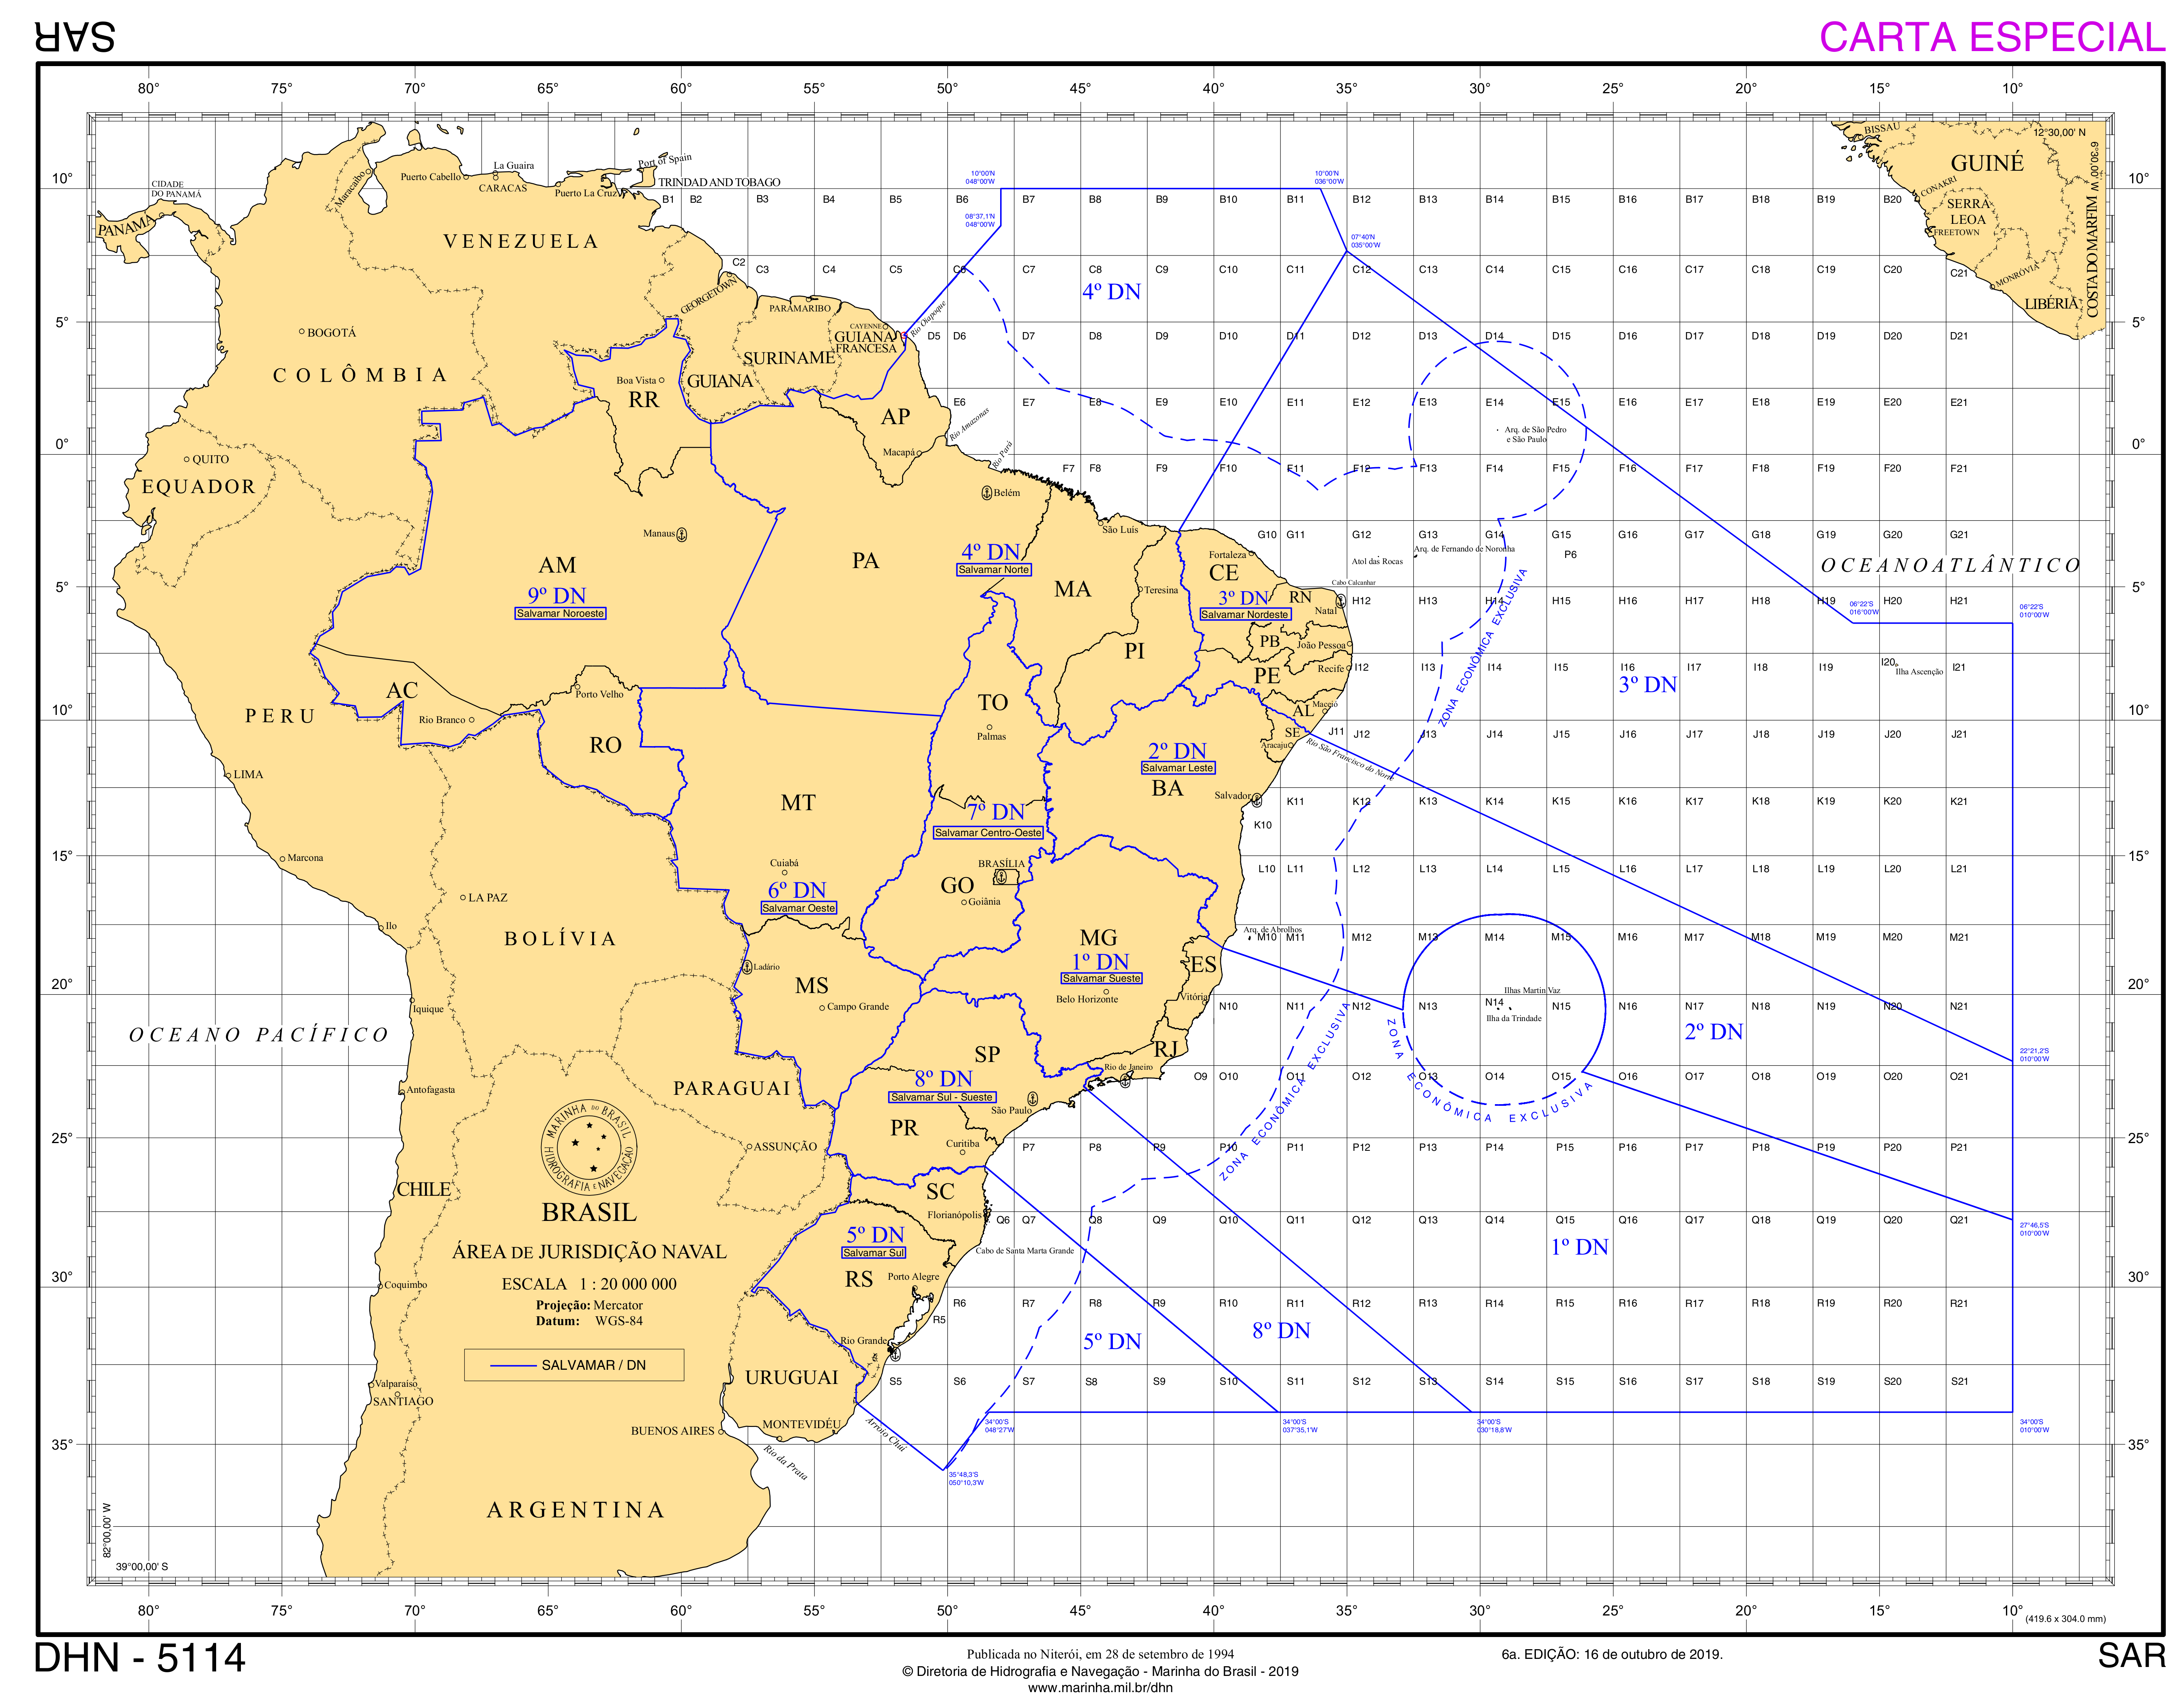 SAR
CARTA ESPECIAL
80° 75° 70° 65° 60° 55° 50° 45° 40° 35° 30° 25° 20° 15° 10°
12°30,00' N
6°30,00' W
BISSAU
GUINÉ
CONAKRI
SERRA
LEOA
FREETOWN
MONRÓVIA
LIBÉRIA
COSTA DO MARFIM
10° 10°
5° 5°
0° 0°
5° 5°
10° 10°
15° 15°
20° 20°
25° 25°
30° 30°
35° 35°
CIDADE
DO PANAMÁ
PANAMÁ
Maracaibo
Puerto Cabello
La Guaira
CARACAS
Puerto La Cruz
Port of Spain
TRINDAD AND TOBAGO
VENEZUELA
GEORGETOWN
PARAMARIBO
CAYENNE
GUIANA
FRANCESA
SURINAME
GUIANA
Rio Oiapoque
BOGOTÁ
COLÔMBIA
QUITO
EQUADOR
Boa Vista
RR
AP
Macapá
Rio Amazonas
Rio Pará
Belém
São Luís
Manaus
AM
9º DN
Salvamar Noroeste
PA
4º DN
Salvamar Norte
MA
Teresina
PI
Fortaleza
CE
3º DN
Salvamar Nordeste
RN
Natal
Cabo Calcanhar
PB
João Pessoa
PE
Recife
AL
Maceió
SE
Aracaju
Rio São Francisco do Norte
AC
Rio Branco
Porto Velho
RO
PERU
LIMA
Marcona
Ilo
TO
Palmas
2º DN
Salvamar Leste
BA
Salvador
MT
Cuiabá
6º DN
Salvamar Oeste
7º DN
Salvamar Centro-Oeste
BRASÍLIA
GO
Goiânia
LA PAZ
BOLÍVIA
MG
1º DN
Salvamar Sueste
Belo Horizonte
ES
Vitória
Arq. de Abrolhos
Ladário
MS
Campo Grande
Iquique
OCEANO PACÍFICO
Antofagasta
PARAGUAI
ASSUNÇÃO
SP
8º DN
Salvamar Sul - Sueste
São Paulo
RJ
Rio de Janeiro
PR
Curitiba
SC
Florianópolis
Cabo de Santa Marta Grande
5º DN
Salvamar Sul
RS
Porto Alegre
Rio Grande
CHILE
Coquimbo
Valparaíso
SANTIAGO
URUGUAI
MONTEVIDÉU
BUENOS AIRES
Rio da Prata
Arroio Chuí
ARGENTINA
MARINHA DO BRASIL
HIDROGRAFIA E NAVEGAÇÃO
BRASIL
ÁREA DE JURISDIÇÃO NAVAL
ESCALA 1 : 20 000 000
Projeção: Mercator
Datum: WGS-84
SALVAMAR / DN
10°00'N
048°00'W
08°37,1'N
048°00'W
10°00'N
036°00'W
07°40'N
035°00'W
B1 B2 B3 B4 B5 B6 B7 B8 B9 B10 B11 B12 B13 B14 B15 B16 B17 B18 B19 B20
C2 C3 C4 C5 C6 C7 C8 C9 C10 C11 C12 C13 C14 C15 C16 C17 C18 C19 C20 C21
4º DN
D5 D6 D7 D8 D9 D10 D11 D12 D13 D14 D15 D16 D17 D18 D19 D20 D21
E6 E7 E8 E9 E10 E11 E12 E13 E14 E15 E16 E17 E18 E19 E20 E21
Arq. de São Pedro
e São Paulo
F7 F8 F9 F10 F11 F12 F13 F14 F15 F16 F17 F18 F19 F20 F21
G10 G11 G12 G13 G14 G15 G16 G17 G18 G19 G20 G21
Arq. de Fernando de Noronha
Atol das Rocas
P6
OCEANO ATLÂNTICO
ZONA ECONÔMICA EXCLUSIVA
H12 H13 H14 H15 H16 H17 H18 H19 H20 H21
06°22'S
016°00'W
06°22'S
010°00'W
I12 I13 I14 I15 I16 I17 I18 I19 I20 I21
Ilha Ascenção
3º DN
J11 J12 J13 J14 J15 J16 J17 J18 J19 J20 J21
K11 K12 K13 K14 K15 K16 K17 K18 K19 K20 K21
K10
L10 L11 L12 L13 L14 L15 L16 L17 L18 L19 L20 L21
M10 M11 M12 M13 M14 M15 M16 M17 M18 M19 M20 M21
Ilhas Martin Vaz
N10 N11 N12 N13 N14 N15 N16 N17 N18 N19 N20 N21
Ilha da Trindade
2º DN
22°21,2'S
010°00'W
O9 O10 O11 O12 O13 O14 O15 O16 O17 O18 O19 O20 O21
ZONA ECONÔMICA EXCLUSIVA
ZONA ECONÔMICA EXCLUSIVA
P7 P8 P9 P10 P11 P12 P13 P14 P15 P16 P17 P18 P19 P20 P21
Q6 Q7 Q8 Q9 Q10 Q11 Q12 Q13 Q14 Q15 Q16 Q17 Q18 Q19 Q20 Q21
27°46,5'S
010°00'W
1º DN
R5 R6 R7 R8 R9 R10 R11 R12 R13 R14 R15 R16 R17 R18 R19 R20 R21
5º DN
8º DN
S5 S6 S7 S8 S9 S10 S11 S12 S13 S14 S15 S16 S17 S18 S19 S20 S21
34°00'S
048°27'W
34°00'S
037°35,1'W
34°00'S
030°18,8'W
34°00'S
010°00'W
35°48,3'S
050°10,3'W
82°00,00' W
39°00,00' S
80° 75° 70° 65° 60° 55° 50° 45° 40° 35° 30° 25° 20° 15° 10°
(419.6 x 304.0 mm)
DHN - 5114
Publicada no Niterói, em 28 de setembro de 1994
© Diretoria de Hidrografia e Navegação - Marinha do Brasil - 2019
www.marinha.mil.br/dhn
6a. EDIÇÃO: 16 de outubro de 2019.
SAR